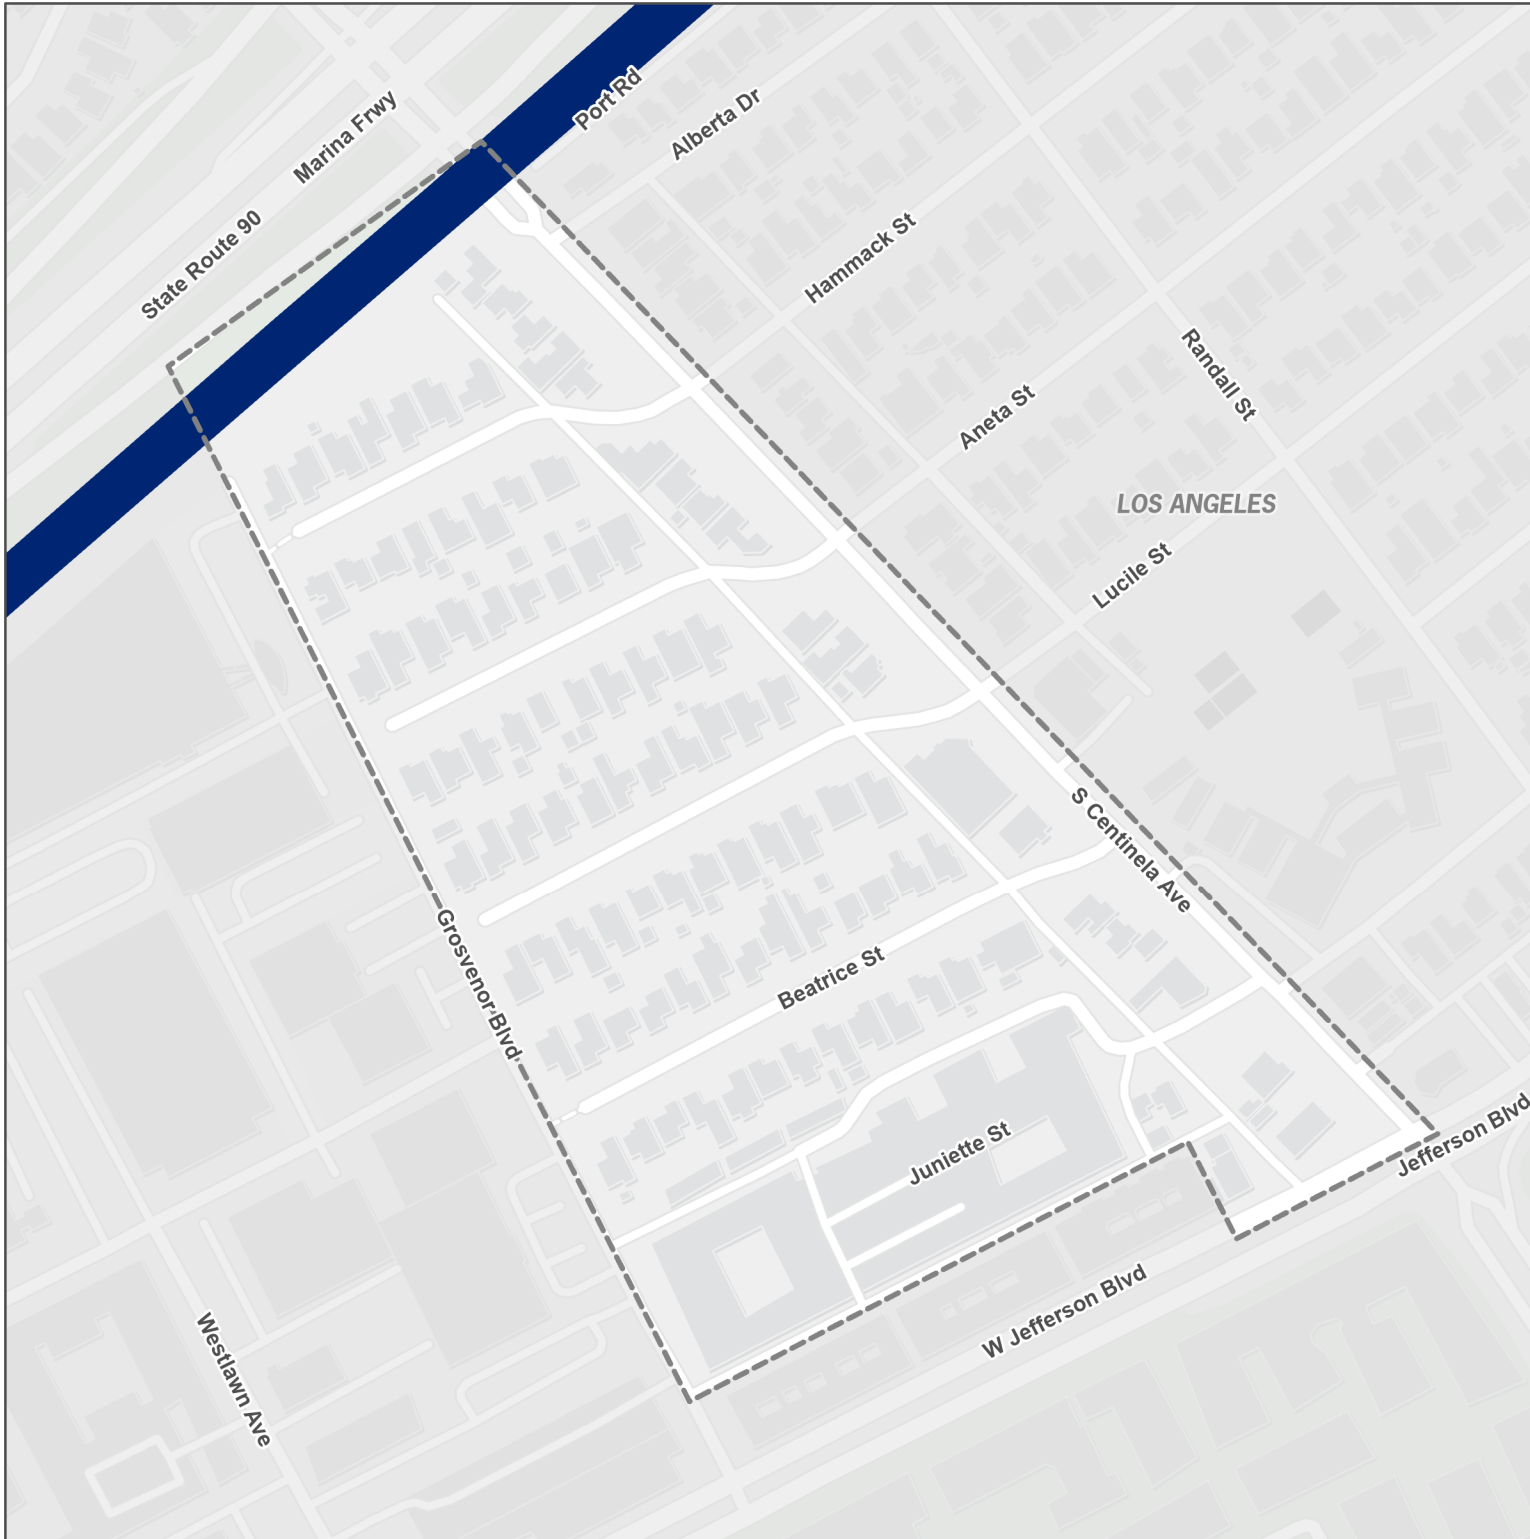 Port Rd
Alberta Dr
Marina Frwy
State Route 90
Hammack St
Randall St
Aneta St
LOS ANGELES
Lucile St
S Centinela Ave
Grosvenor Blvd
Beatrice St
Juniette St
Jefferson Blvd
W Jefferson Blvd
Westlawn Ave